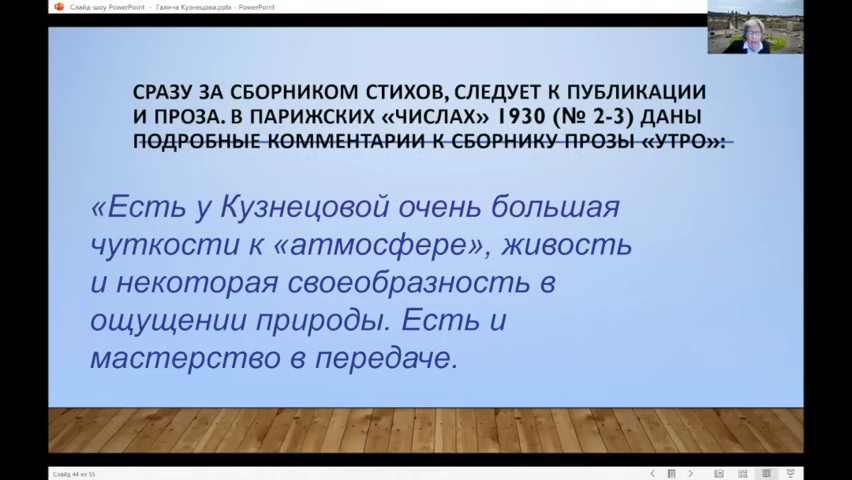 Слайд-шоу PowerPoint - Галина Кузнецова.pptx - PowerPoint
СРАЗУ ЗА СБОРНИКОМ СТИХОВ, СЛЕДУЕТ К ПУБЛИКАЦИИ
И ПРОЗА. В ПАРИЖСКИХ «ЧИСЛАХ» 1930 (№ 2-3) ДАНЫ
ПОДРОБНЫЕ КОММЕНТАРИИ К СБОРНИКУ ПРОЗЫ «УТРО»:
«Есть у Кузнецовой очень большая
чуткости к «атмосфере», живость
и некоторая своеобразность в
ощущении природы. Есть и
мастерство в передаче.
Слайд 44 из 55